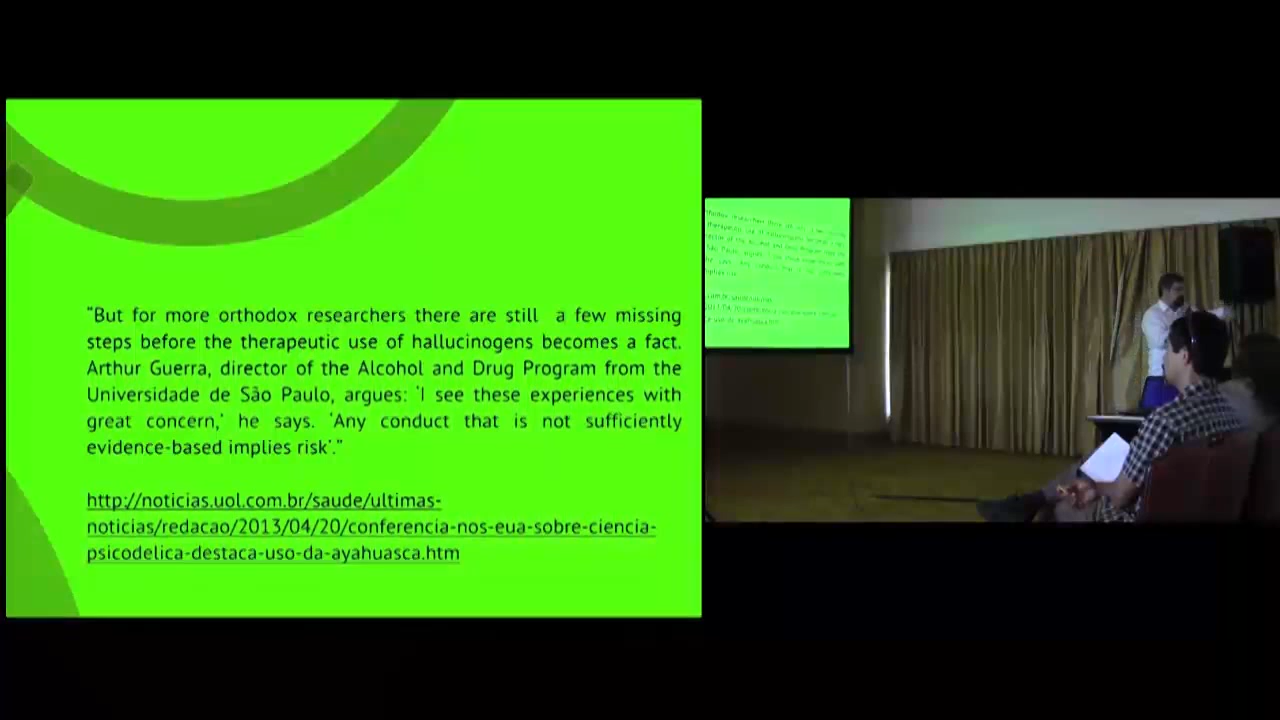 "But for more orthodox researchers there are still a few missing
steps before the therapeutic use of hallucinogens becomes a fact.
Arthur Guerra, director of the Alcohol and Drug Program from the
Universidade de São Paulo, argues: 'I see these experiences with
great concern,' he says. 'Any conduct that is not sufficiently
evidence-based implies risk'."
http://noticias.uol.com.br/saude/ultimas-
noticias/redacao/2013/04/20/conferencia-nos-eua-sobre-ciencia-
psicodelica-destaca-uso-da-ayahuasca.htm